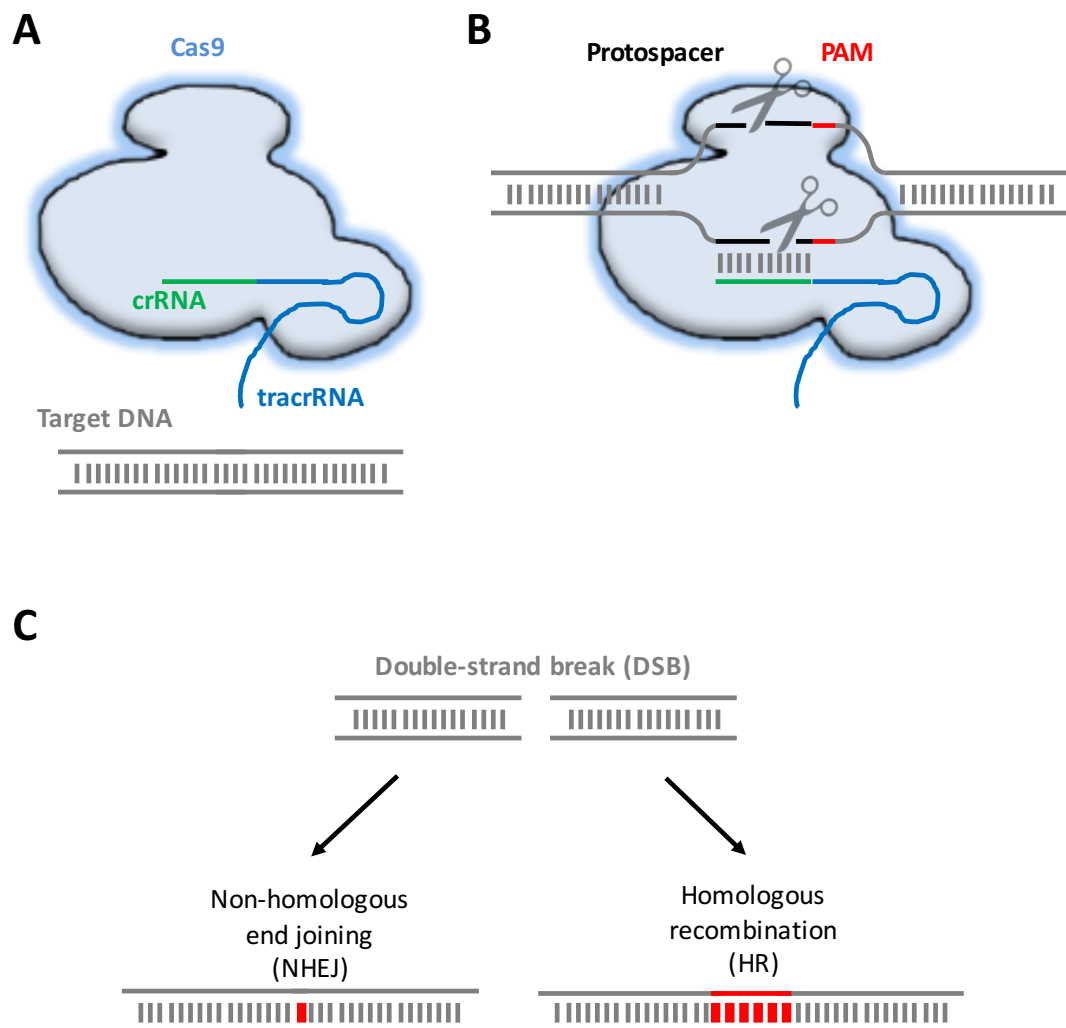 A
Cas9
crRNA
tracrRNA
Target DNA
B
Protospacer
PAM
C
Double-strand break (DSB)
Non-homologous
end joining
(NHEJ)
Homologous
recombination
(HR)